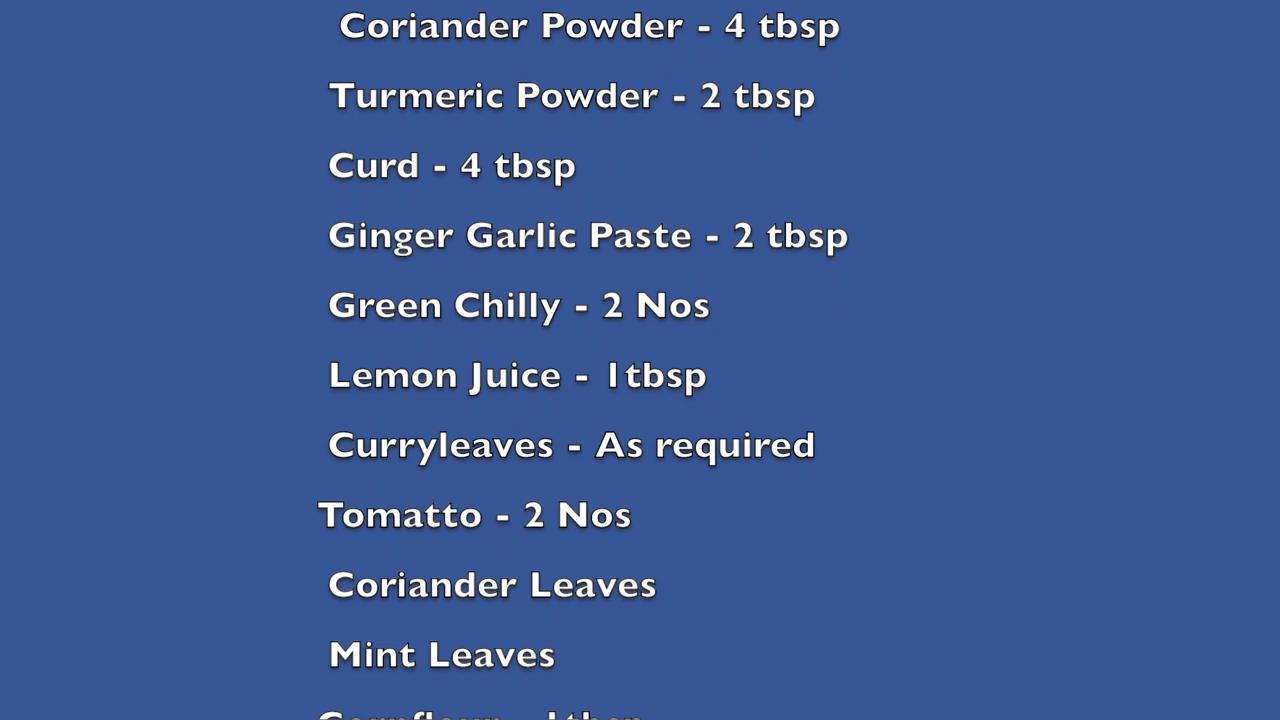 Coriander Powder - 4 tbsp
Turmeric Powder - 2 tbsp
Curd - 4 tbsp
Ginger Garlic Paste - 2 tbsp
Green Chilly - 2 Nos
Lemon Juice - 1tbsp
Curryleaves - As required
Tomatto - 2 Nos
Coriander Leaves
Mint Leaves